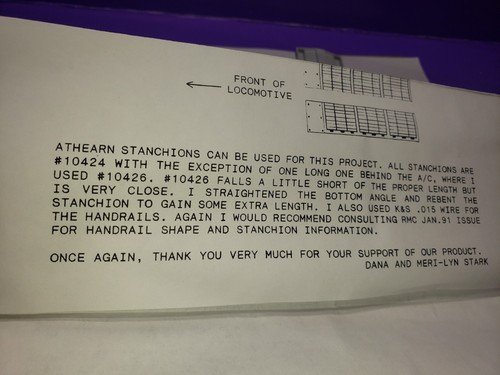 FRONT OF
LOCOMOTIVE
ATHEARN STANCHIONS CAN BE USED FOR THIS PROJECT. ALL STANCHIONS ARE
#10424 WITH THE EXCEPTION OF ONE LONG ONE BEHIND THE A/C, WHERE I
USED #10426. #10426 FALLS A LITTLE SHORT OF THE PROPER LENGTH BUT
IS VERY CLOSE. I STRAIGHTENED THE BOTTOM ANGLE AND REBENT THE
STANCHION TO GAIN SOME EXTRA LENGTH. I ALSO USED K&S .015 WIRE FOR
THE HANDRAILS. AGAIN I WOULD RECOMMEND CONSULTING RMC JAN.91 ISSUE
FOR HANDRAIL SHAPE AND STANCHION INFORMATION.
ONCE AGAIN, THANK YOU VERY MUCH FOR YOUR SUPPORT OF OUR PRODUCT.
DANA AND MERI-LYN STARK